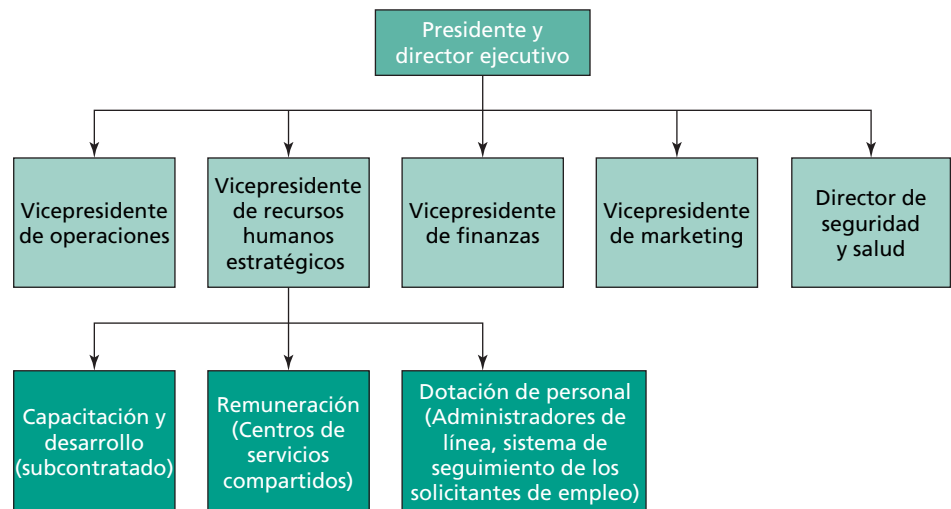 Presidente y
director ejecutivo
Vicepresidente
de operaciones
Vicepresidente
de recursos
humanos
estratégicos
Vicepresidente
de finanzas
Vicepresidente
de marketing
Director de
seguridad
y salud
Capacitación y
desarrollo
(subcontratado)
Remuneración
(Centros de
servicios
compartidos)
Dotación de personal
(Administradores de
línea, sistema de
seguimiento de los
solicitantes de empleo)